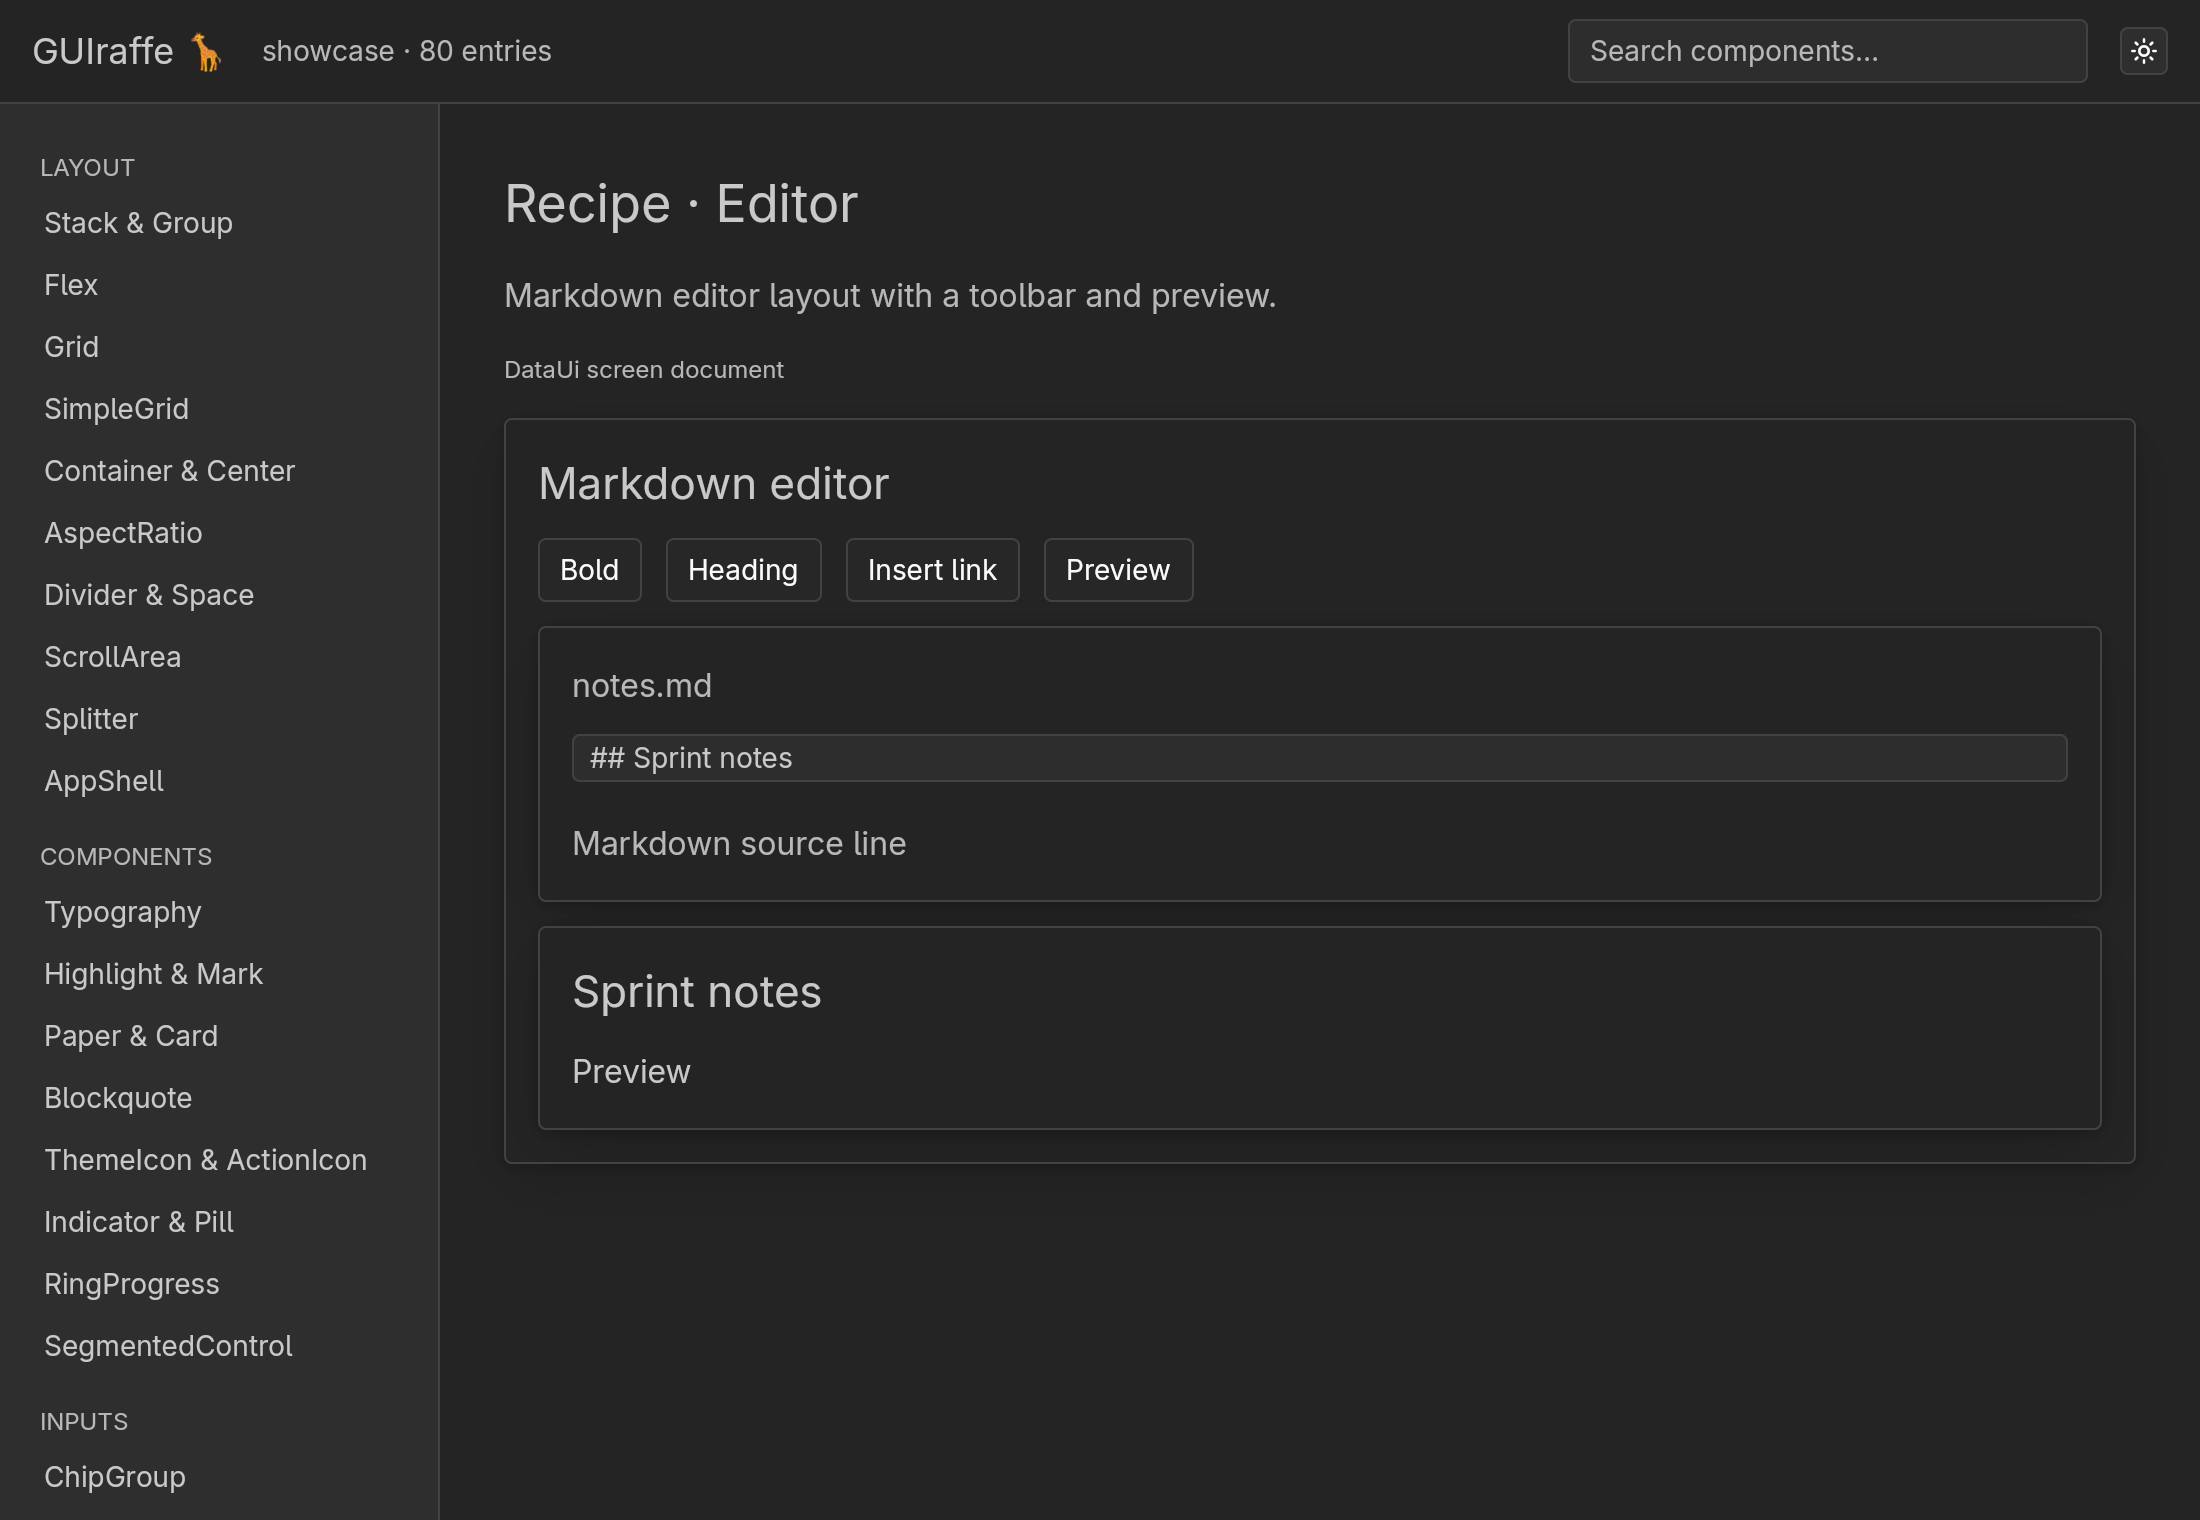 GUIraffe 🦒 showcase · 80 entries
Search components...
LAYOUT
Stack & Group
Flex
Grid
SimpleGrid
Container & Center
AspectRatio
Divider & Space
ScrollArea
Splitter
AppShell
COMPONENTS
Typography
Highlight & Mark
Paper & Card
Blockquote
ThemeIcon & ActionIcon
Indicator & Pill
RingProgress
SegmentedControl
INPUTS
ChipGroup
Recipe · Editor
Markdown editor layout with a toolbar and preview.
DataUi screen document
Markdown editor
Bold Heading Insert link Preview
notes.md
## Sprint notes
Markdown source line
Sprint notes
Preview